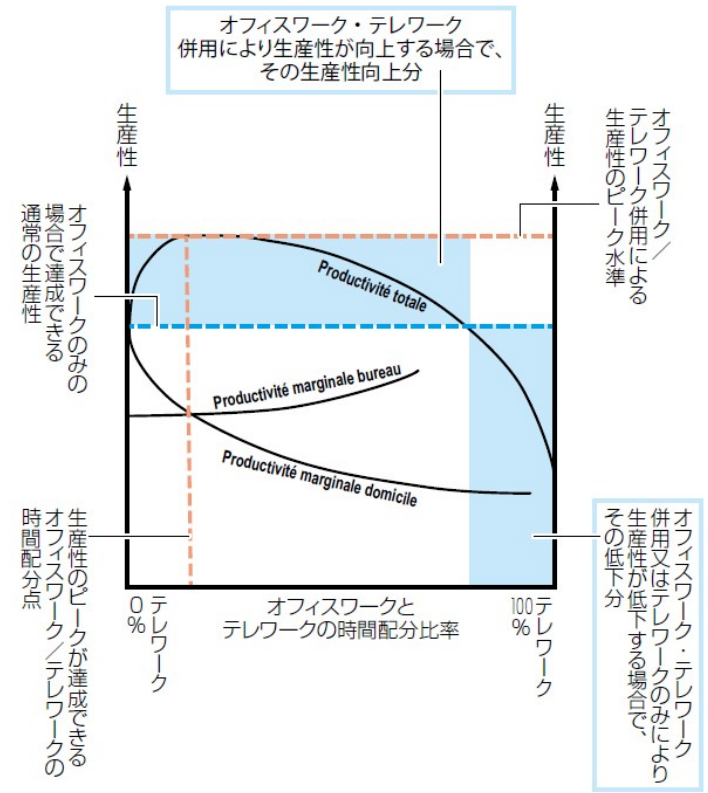 オフィスワーク・テレワーク
併用により生産性が向上する場合で、
その生産性向上分
生産性
生産性
オフィスワーク／
テレワーク併用による
生産性のピーク水準
オフィスワークのみの
場合で達成できる
通常の生産性
Productivité totale
Productivité marginale bureau
Productivité marginale domicile
生産性のピークが達成できる
オフィスワーク／テレワークの
時間配分点
テレワーク
0%
オフィスワークと
テレワークの時間配分比率
テレワーク
100%
オフィスワーク・テレワーク
併用又はテレワークのみにより
生産性が低下する場合で、
その低下分